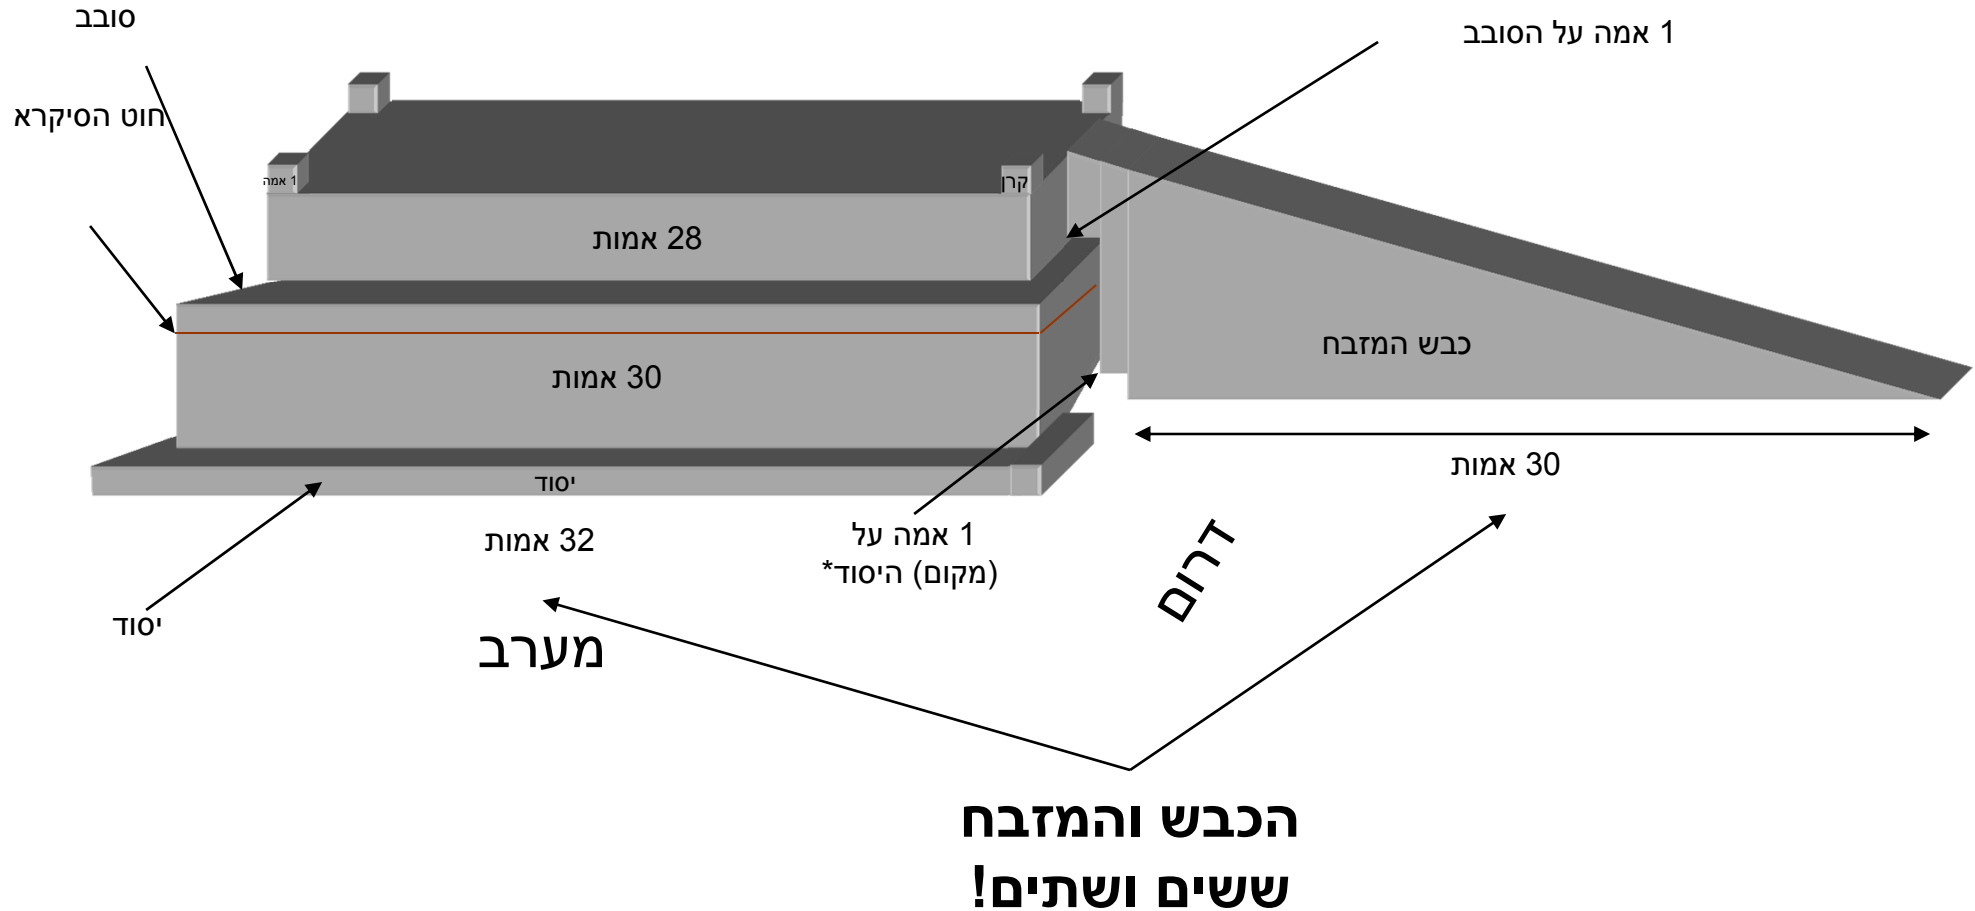 סובב
1 אמה על הסובב
חוט הסיקרא
1 אמה
קרן
28 אמות
כבש המזבח
30 אמות
30 אמות
יסוד
32 אמות
1 אמה על
(מקום) היסוד*
דרום
יסוד
מערב
הכבש והמזבח
ששים ושתים!